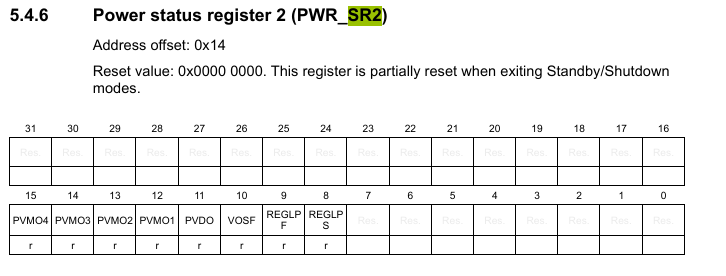 5.4.6 Power status register 2 (PWR_SR2)
Address offset: 0x14
Reset value: 0x0000 0000. This register is partially reset when exiting Standby/Shutdown
modes.
31 30 29 28 27 26 25 24 23 22 21 20 19 18 17 16
Res. Res. Res. Res. Res. Res. Res. Res. Res. Res. Res. Res. Res. Res. Res. Res.
15 14 13 12 11 10 9 8 7 6 5 4 3 2 1 0
PVMO4 PVMO3 PVMO2 PVMO1 PVDO VOSF REGLP REGLP Res. Res. Res. Res. Res. Res. Res. Res.
F S
r r r r r r r r